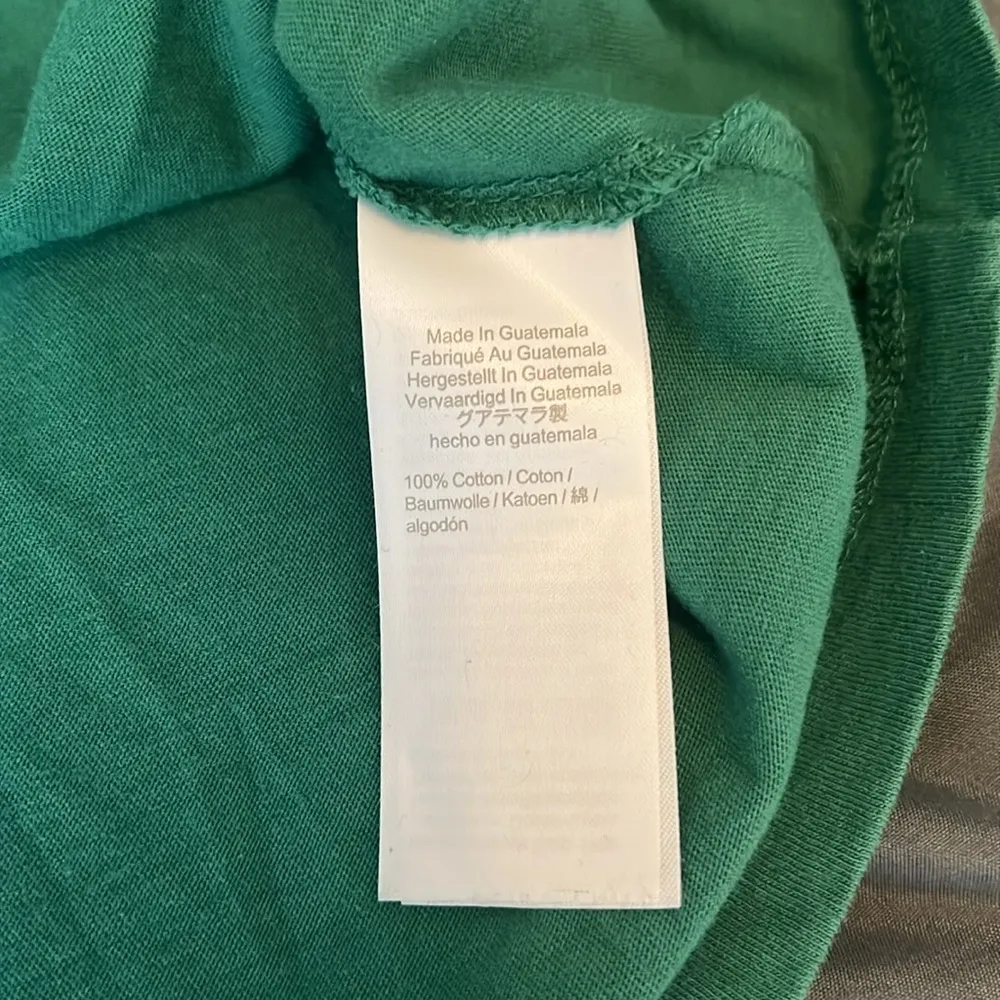 Made In Guatemala
Fabriqué Au Guatemala
Hergestellt In Guatemala
Vervaardigd In Guatemala
グアテマラ製
hecho en guatemala
100% Cotton / Coton /
Baumwolle / Katoen / 綿 /
algodón